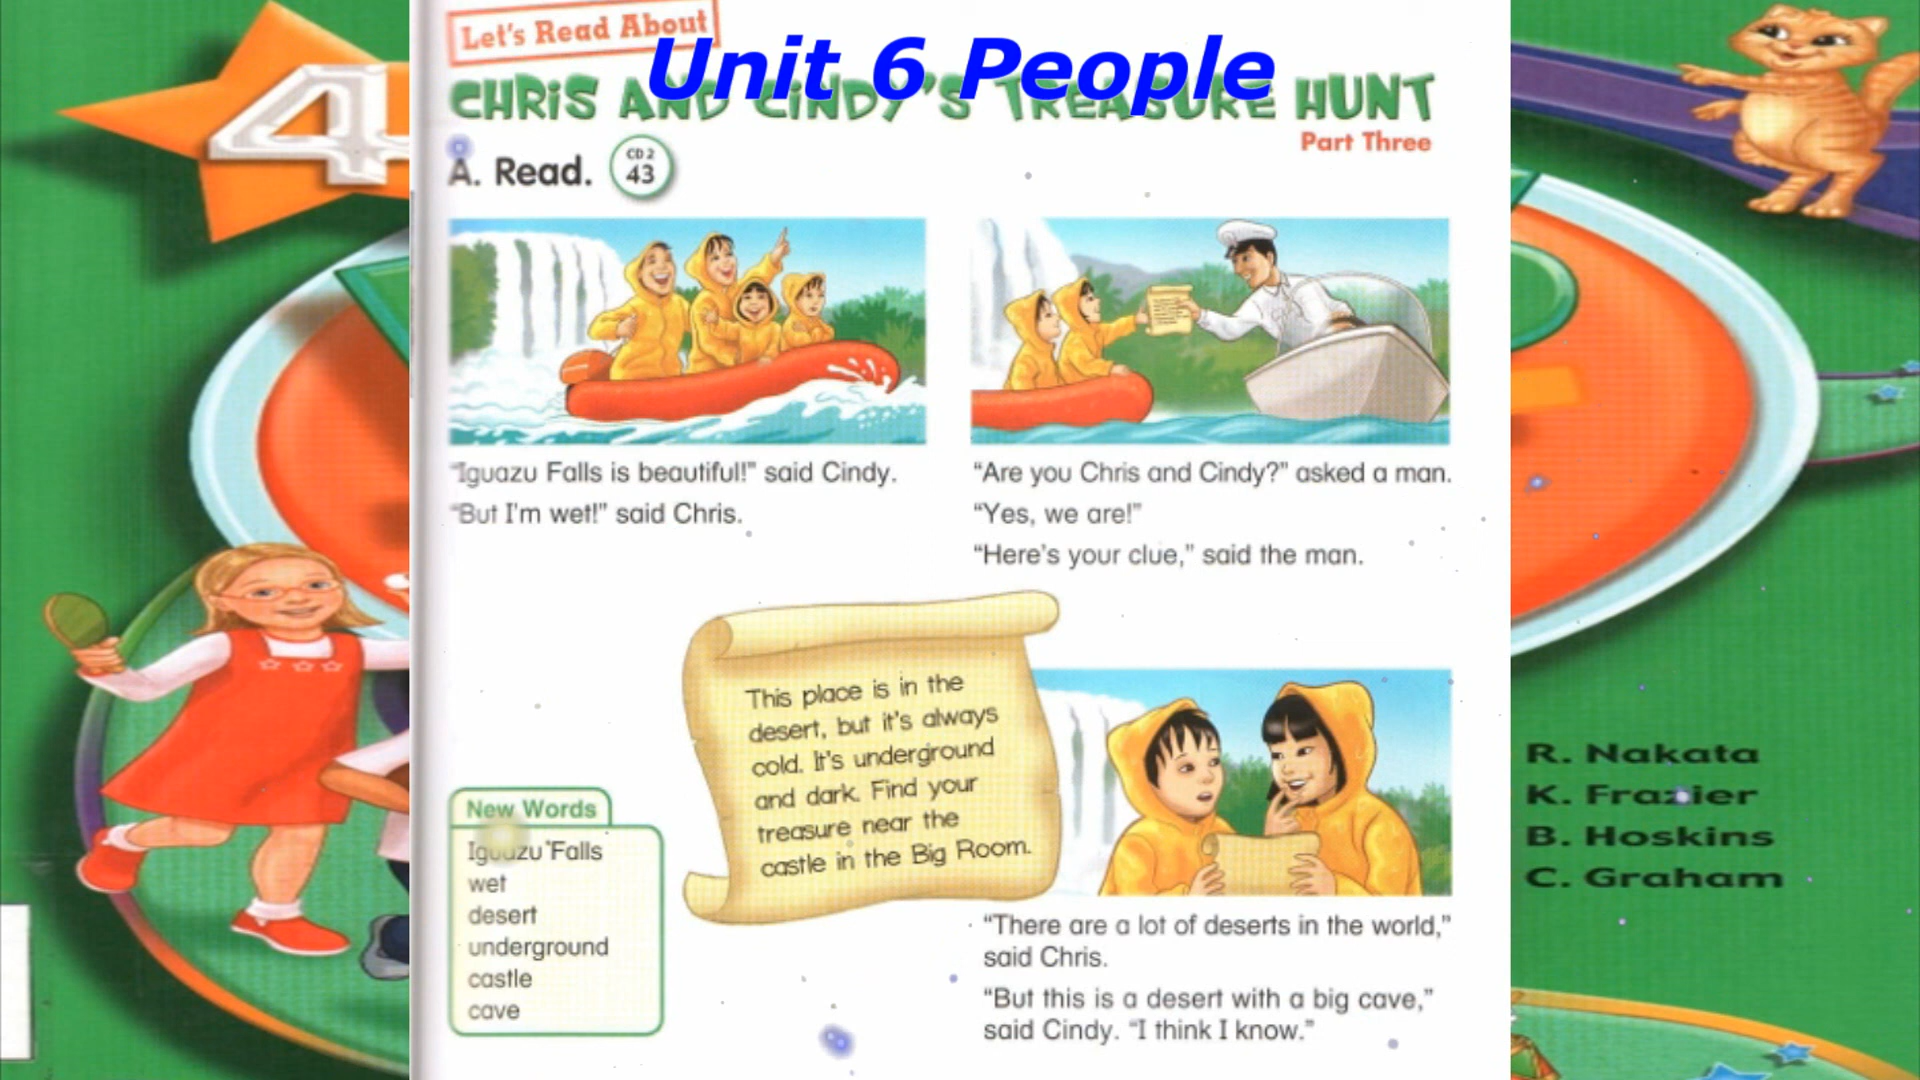 4
Let's Read About
Unit 6 People
CHRIS AND CINDY'S TREASURE HUNT
Part Three
A. Read.
CD 2
43
"Iguazu Falls is beautiful!" said Cindy.
"But I'm wet!" said Chris.
"Are you Chris and Cindy?" asked a man.
"Yes, we are!"
"Here's your clue," said the man.
This place is in the
desert, but it's always
cold. It's underground
and dark. Find your
treasure near the
castle in the Big Room.
New Words
Iguazu Falls
wet
desert
underground
castle
cave
"There are a lot of deserts in the world,"
said Chris.
"But this is a desert with a big cave,"
said Cindy. "I think I know."
R. Nakata
K. Frazier
B. Hoskins
C. Graham